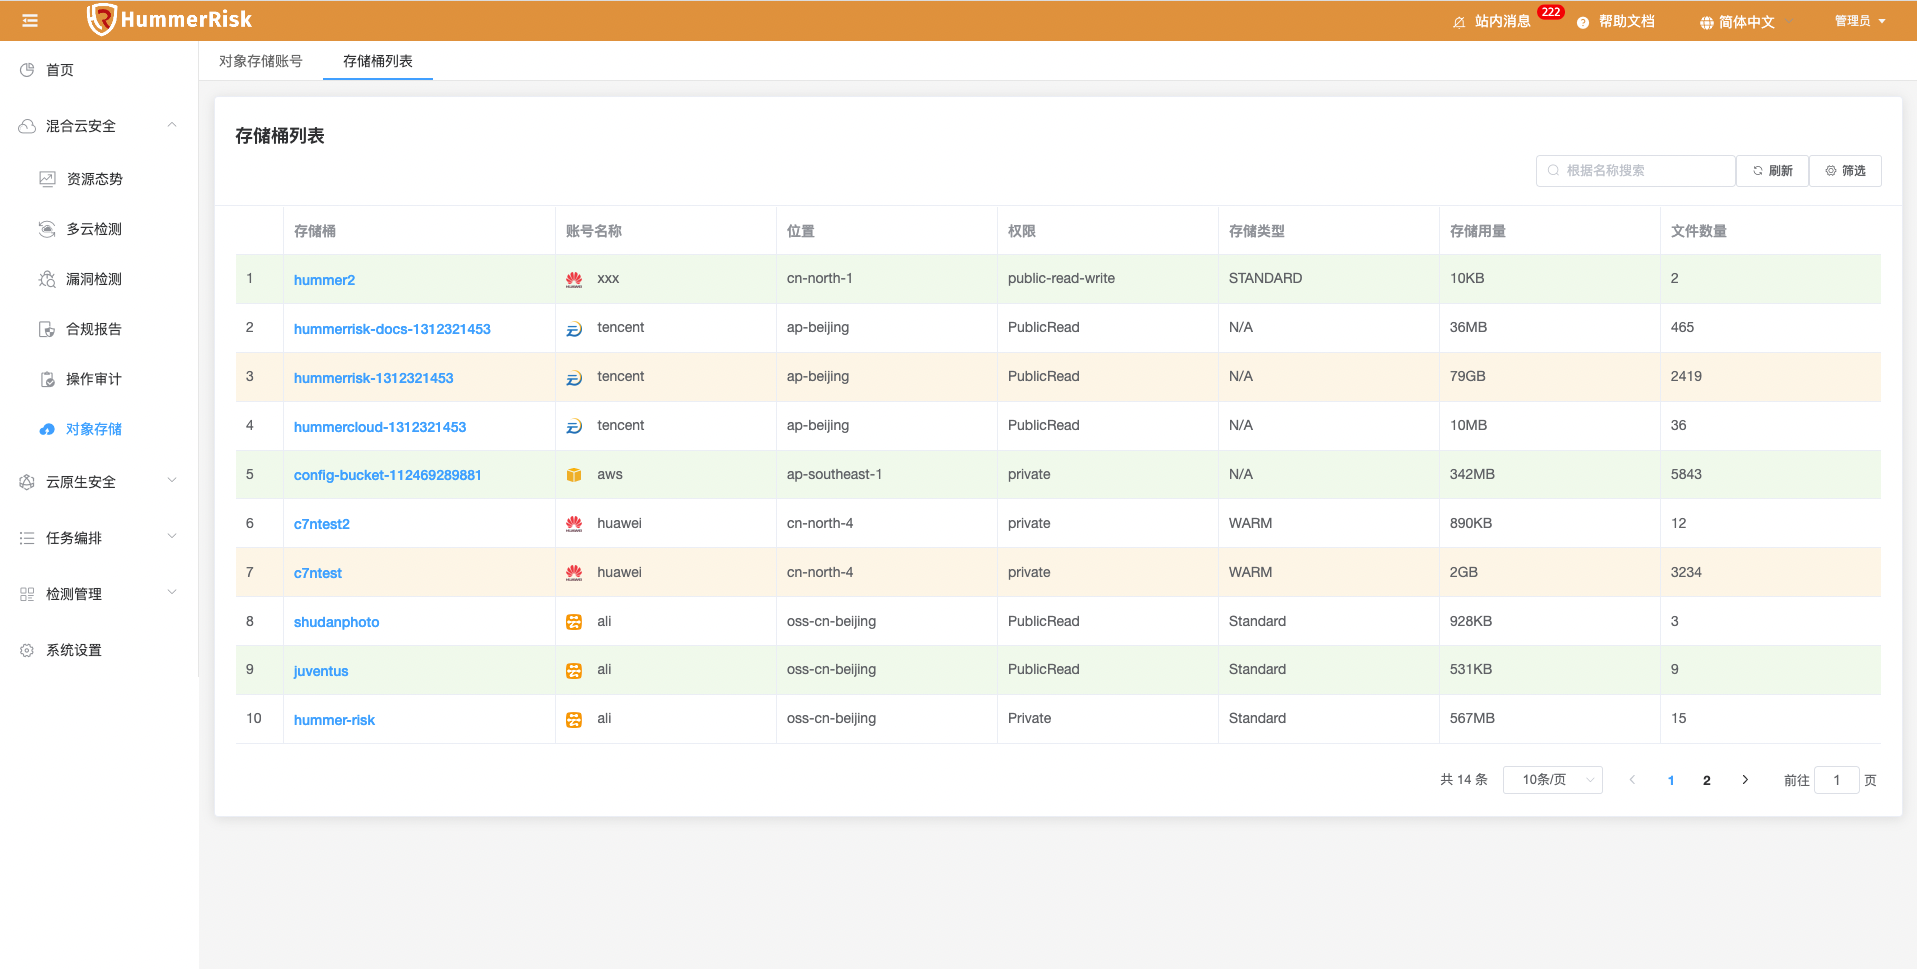 HummerRisk
站内消息 222 帮助文档 简体中文 管理员
首页
混合云安全
资源态势
多云检测
漏洞检测
合规报告
操作审计
对象存储
云原生安全
任务编排
检测管理
系统设置
对象存储账号 存储桶列表
存储桶列表
根据名称搜索 刷新 筛选
存储桶 账号名称 位置 权限 存储类型 存储用量 文件数量
1 hummer2 HUAWEI xxx cn-north-1 public-read-write STANDARD 10KB 2
2 hummerrisk-docs-1312321453 tencent ap-beijing PublicRead N/A 36MB 465
3 hummerrisk-1312321453 tencent ap-beijing PublicRead N/A 79GB 2419
4 hummercloud-1312321453 tencent ap-beijing PublicRead N/A 10MB 36
5 config-bucket-112469289881 aws ap-southeast-1 private N/A 342MB 5843
6 c7ntest2 HUAWEI huawei cn-north-4 private WARM 890KB 12
7 c7ntest HUAWEI huawei cn-north-4 private WARM 2GB 3234
8 shudanphoto ali oss-cn-beijing PublicRead Standard 928KB 3
9 juventus ali oss-cn-beijing PublicRead Standard 531KB 9
10 hummer-risk ali oss-cn-beijing Private Standard 567MB 15
共 14 条 10条/页 1 2 前往 1 页